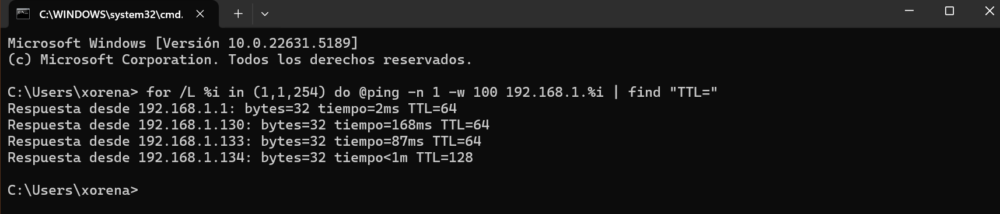 C:\WINDOWS\system32\cmd.
Microsoft Windows [Versión 10.0.22631.5189]
(c) Microsoft Corporation. Todos los derechos reservados.
C:\Users\xorena> for /L %i in (1,1,254) do @ping -n 1 -w 100 192.168.1.%i | find "TTL="
Respuesta desde 192.168.1.1: bytes=32 tiempo=2ms TTL=64
Respuesta desde 192.168.1.130: bytes=32 tiempo=168ms TTL=64
Respuesta desde 192.168.1.133: bytes=32 tiempo=87ms TTL=64
Respuesta desde 192.168.1.134: bytes=32 tiempo<1m TTL=128
C:\Users\xorena>